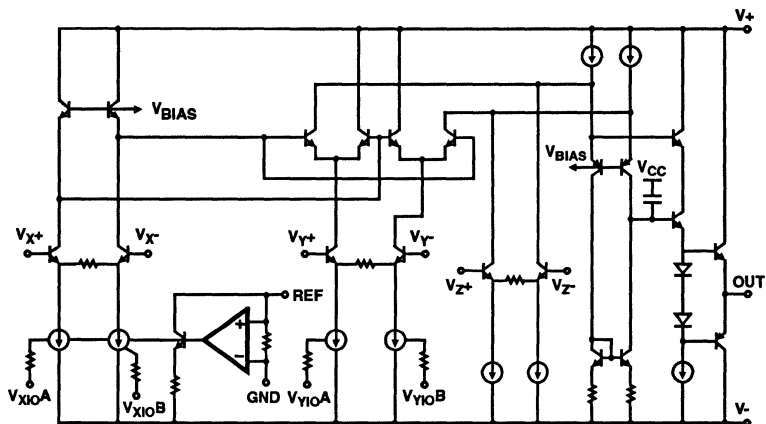 V+
VBIAS
VBIAS
VCC
VX+
VX-
VY+
VY-
VZ+
VZ-
OUT
REF
+
-
VXIOA
VXIOB
GND
VYIOA
VYIOB
V-